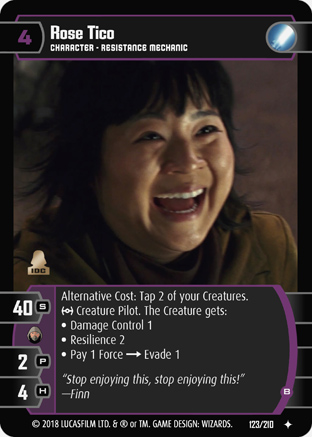 4 Rose Tico
CHARACTER - RESISTANCE MECHANIC
IDC
Alternative Cost: Tap 2 of your Creatures.
40 S
Creature Pilot. The Creature gets:
• Damage Control 1
• Resilience 2
2 P
• Pay 1 Force → Evade 1
4 H
“Stop enjoying this, stop enjoying this!”
—Finn
B
© 2018 LUCASFILM LTD. & ® or TM. GAME DESIGN: WIZARDS. 123/210